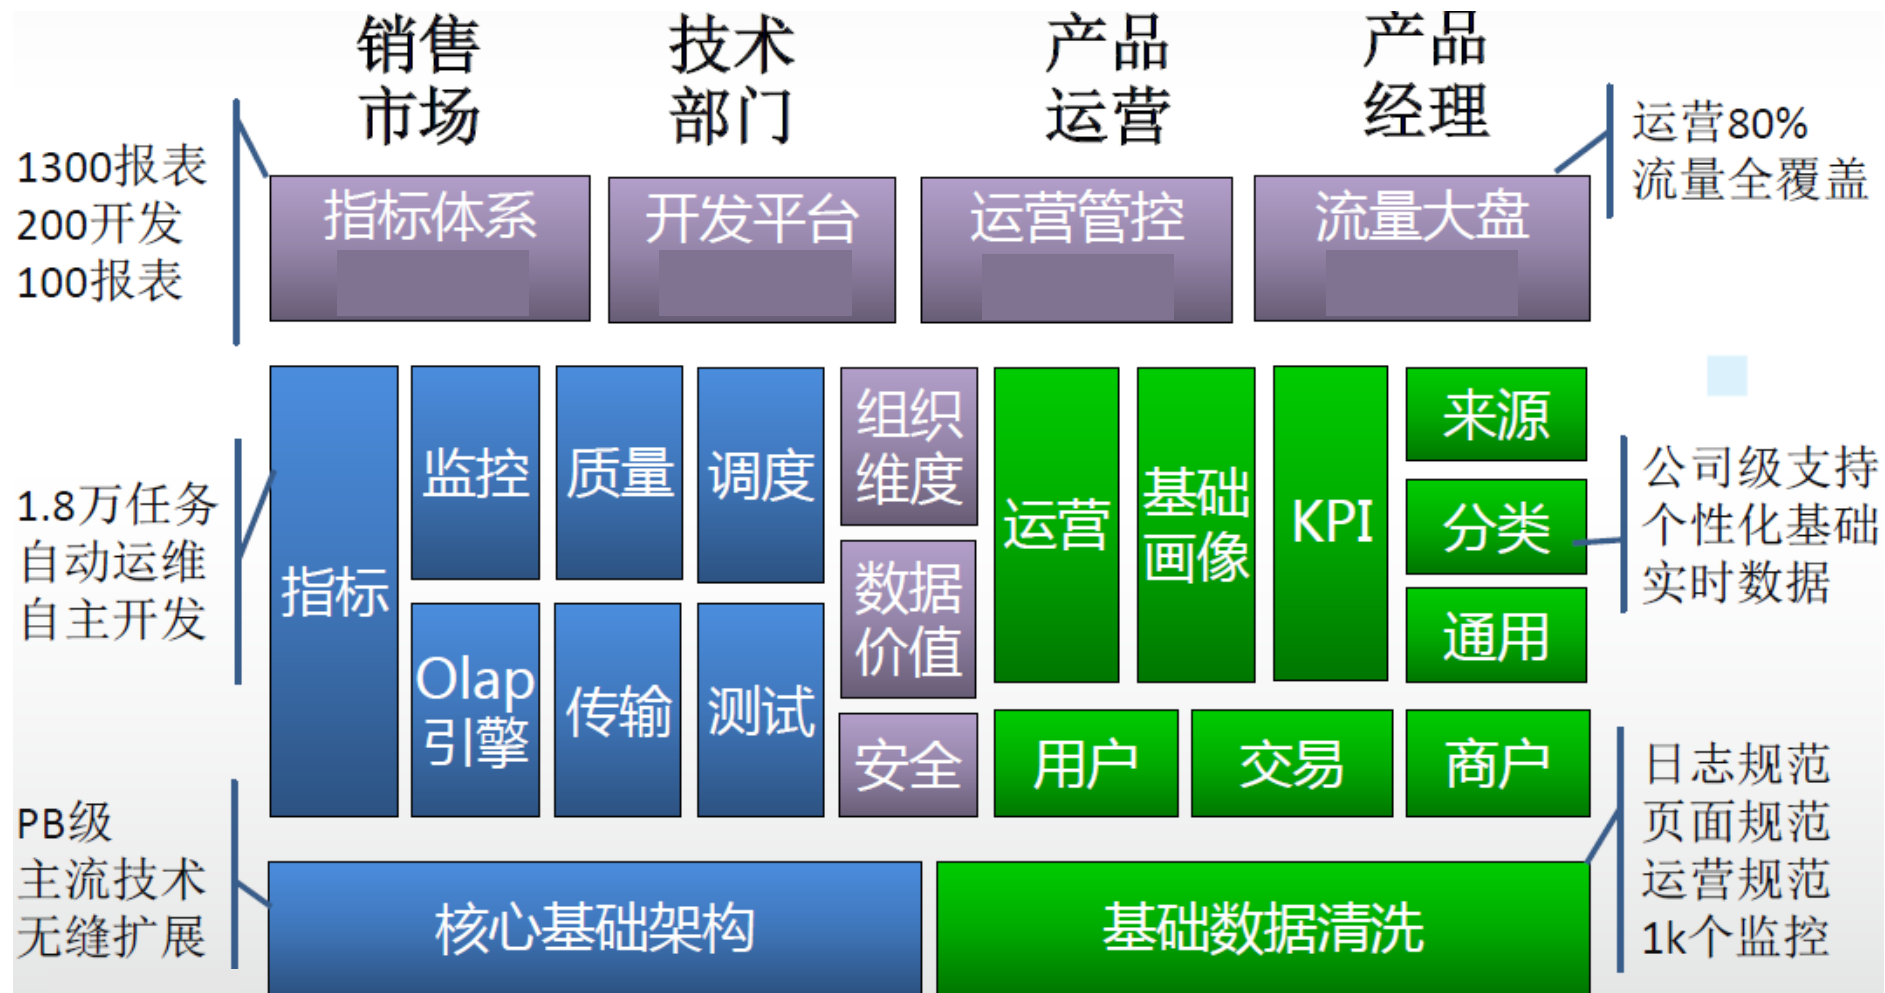 销售
市场
技术
部门
产品
运营
产品
经理
1300报表
200开发
100报表
指标体系
开发平台
运营管控
流量大盘
运营80%
流量全覆盖
1.8万任务
自动运维
自主开发
指标
监控
质量
调度
Olap
引擎
传输
测试
组织
维度
数据
价值
安全
运营
基础
画像
KPI
来源
分类
通用
用户
交易
商户
公司级支持
个性化基础
实时数据
PB级
主流技术
无缝扩展
核心基础架构
基础数据清洗
日志规范
页面规范
运营规范
1k个监控